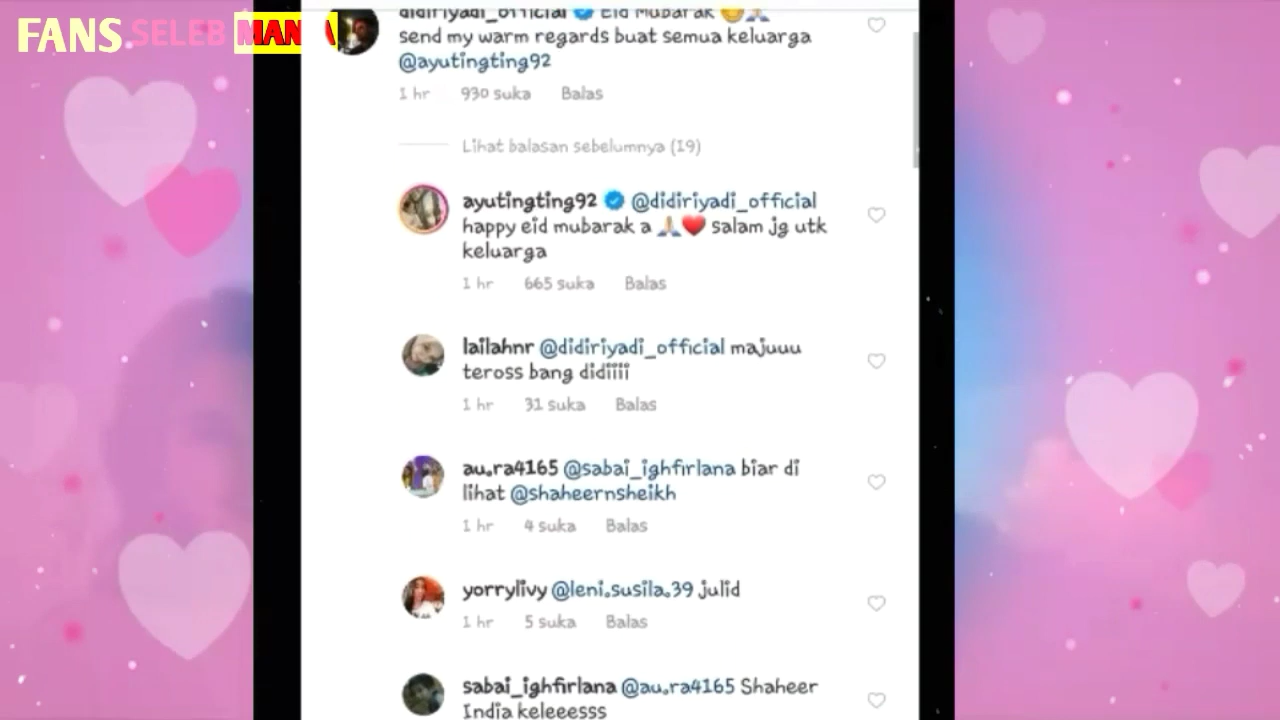 FANS SELEB MANIA
didiriyadi_official Eid Mubarak
send my warm regards buat semua keluarga
@ayutingting92
1 hr 930 suka Balas
Lihat balasan sebelumnya (19)
ayutingting92 @didiriyadi_official
happy eid mubarak a 🙏❤️ salam jg utk
keluarga
1 hr 665 suka Balas
lailahnr @didiriyadi_official majuuu
teross bang didiiii
1 hr 31 suka Balas
au.ra4165 @sabai_ighfirlana biar di
lihat @shaheernsheikh
1 hr 4 suka Balas
yorrylivy @leni.susila.39 julid
1 hr 5 suka Balas
sabai_ighfirlana @au.ra4165 Shaheer
India keleeesss